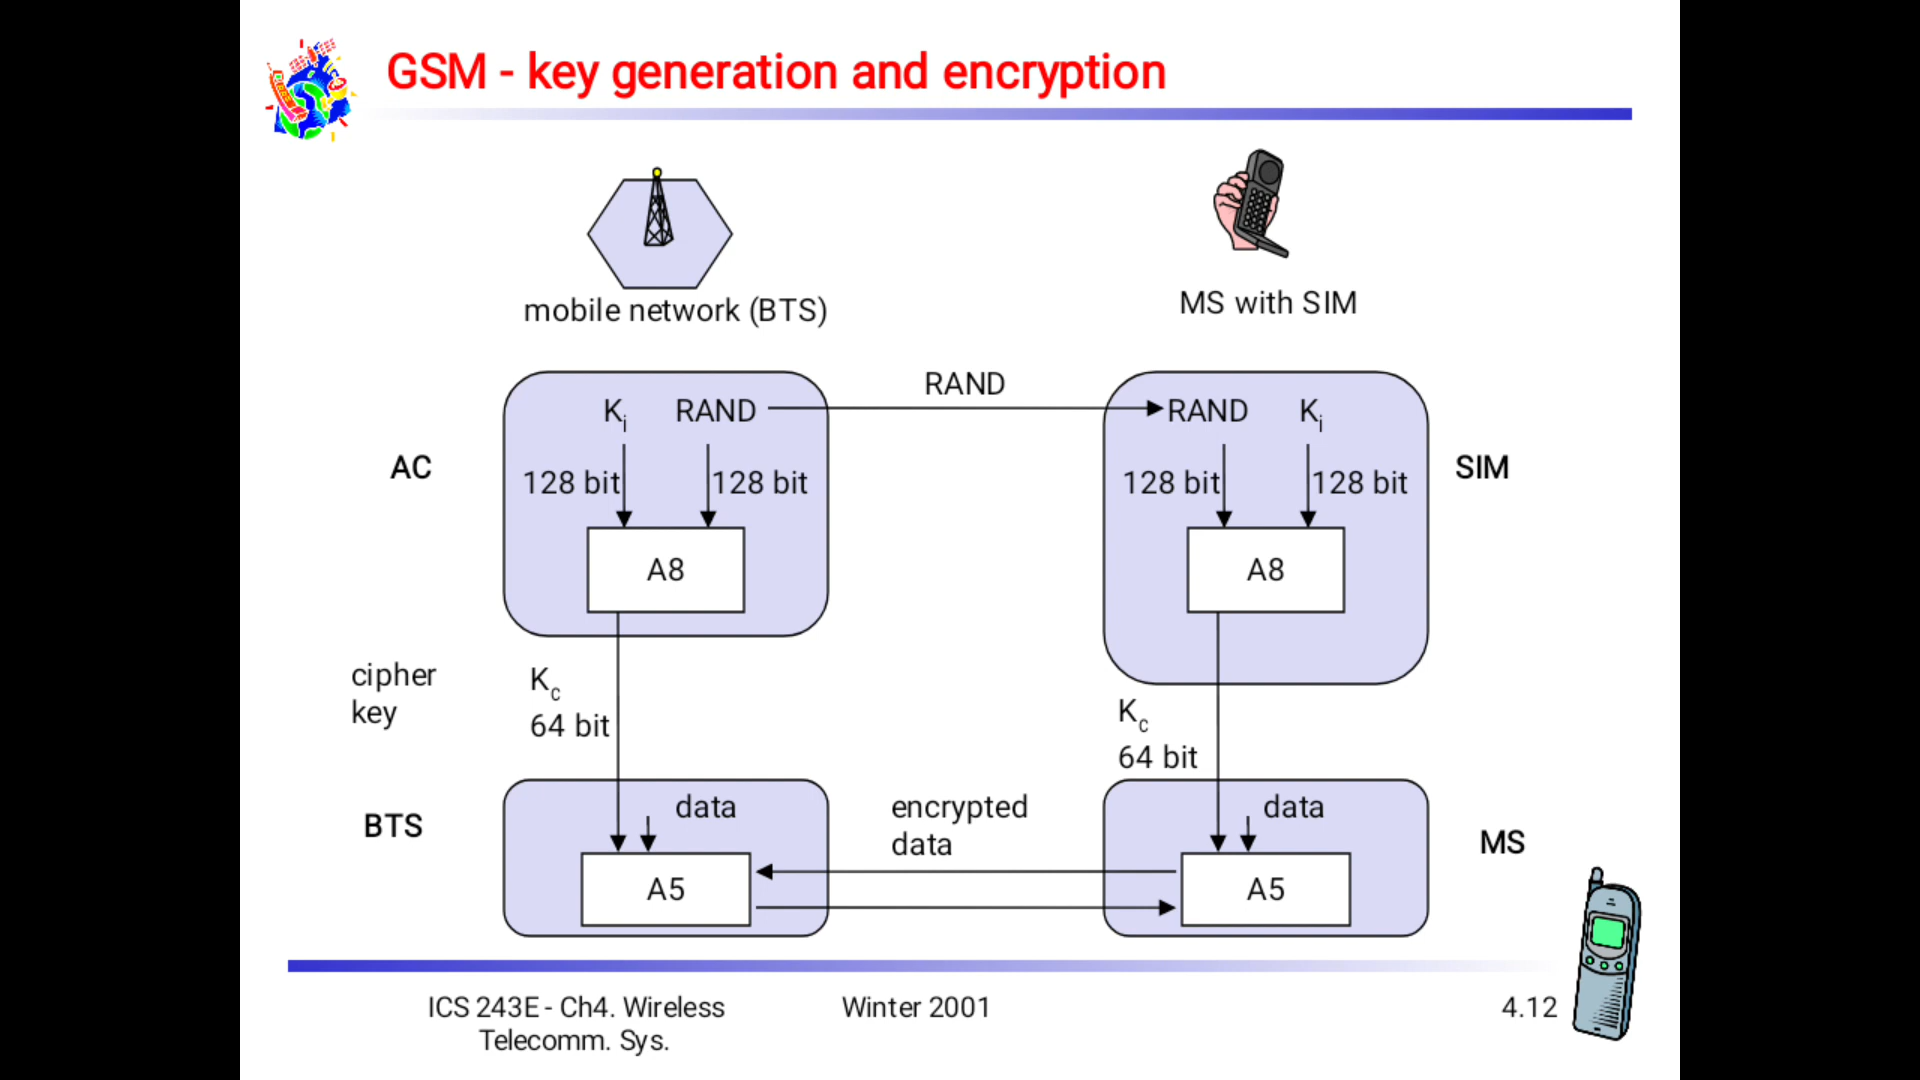 GSM - key generation and encryption
mobile network (BTS)
MS with SIM
RAND
Ki RAND
RAND Ki
AC
128 bit 128 bit
128 bit 128 bit
SIM
A8
A8
cipher
key
Kc
64 bit
Kc
64 bit
BTS
data
encrypted
data
data
MS
A5
A5
ICS 243E - Ch4. Wireless
Telecomm. Sys.
Winter 2001
4.12